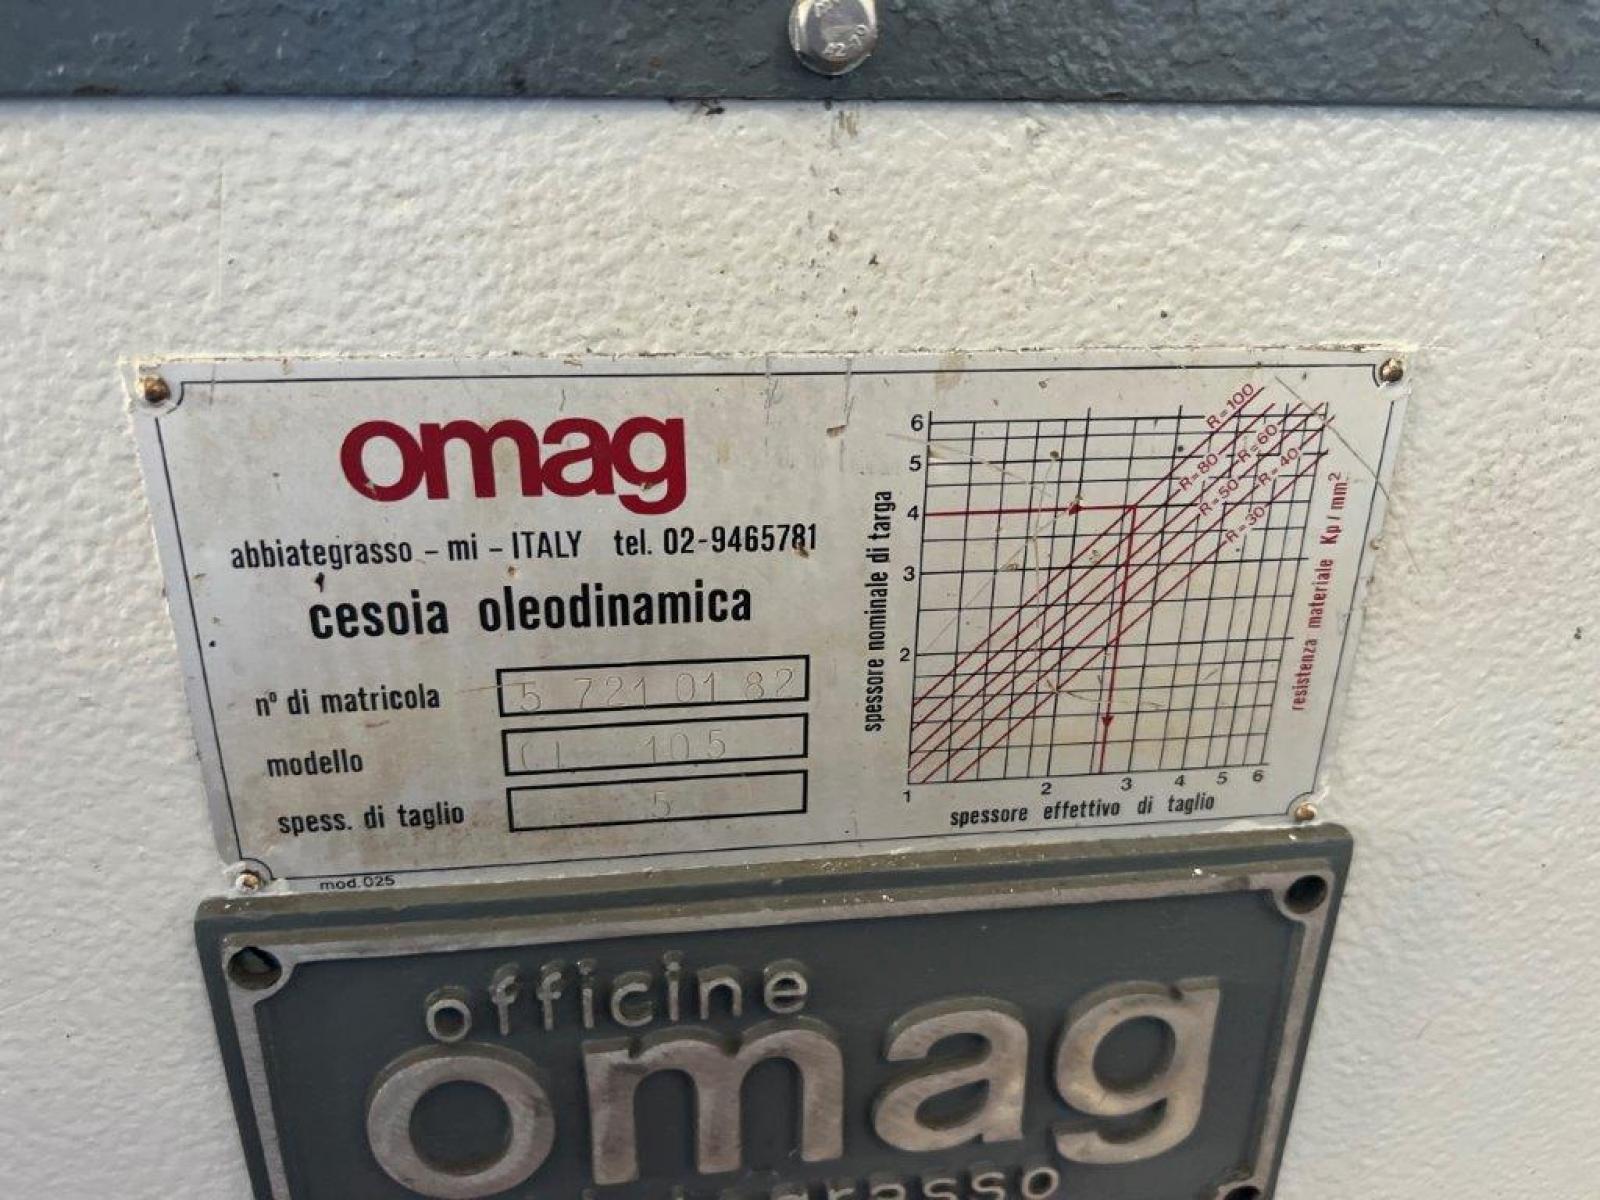 omag
abbiategrasso - mi - ITALY tel. 02-9465781
cesoia oleodinamica
n° di matricola 5 721 01 82
modello CL 105
spess. di taglio 5
mod.025
spessore nominale di targa
6
5
4
3
2
1
2
3
4
5
6
spessore effettivo di taglio
R=100
R=80
R=60
R=50
R=40
R=30
resistenza materiale Kp/mm²
officine
omag